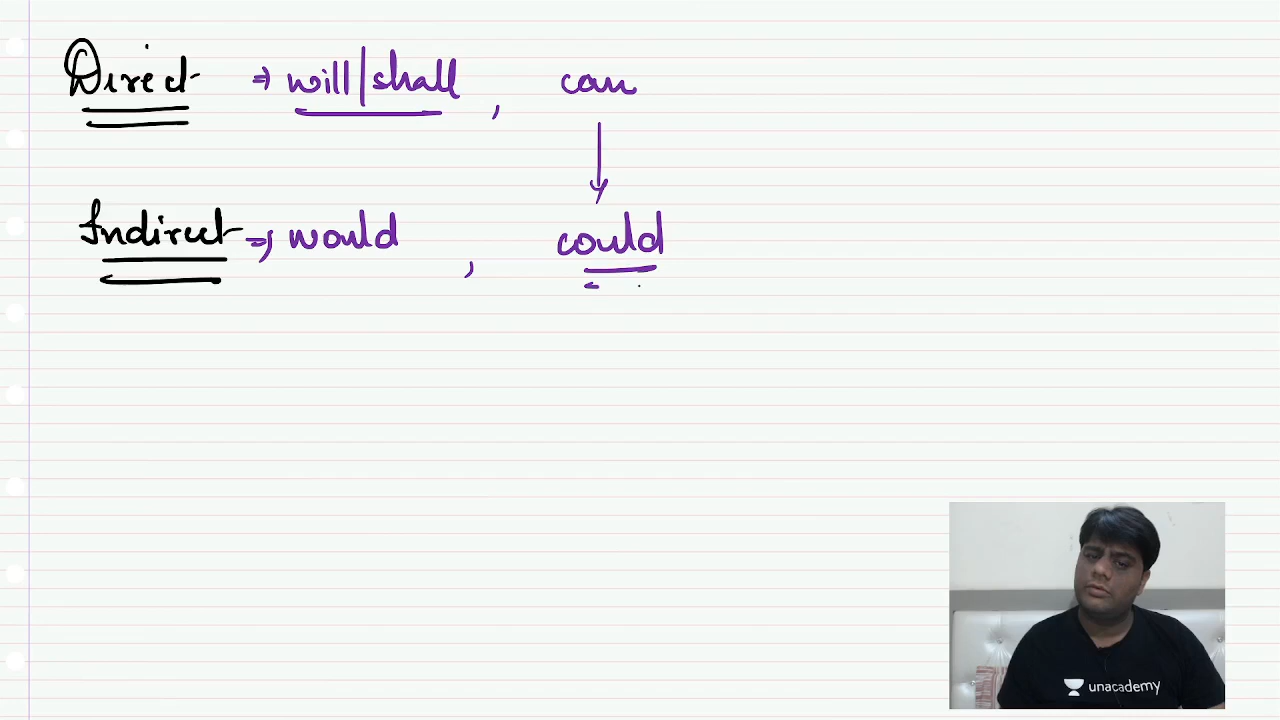 Direct ⇒ will/shall, can
↓
Indirect ⇒ would, could
unacademy